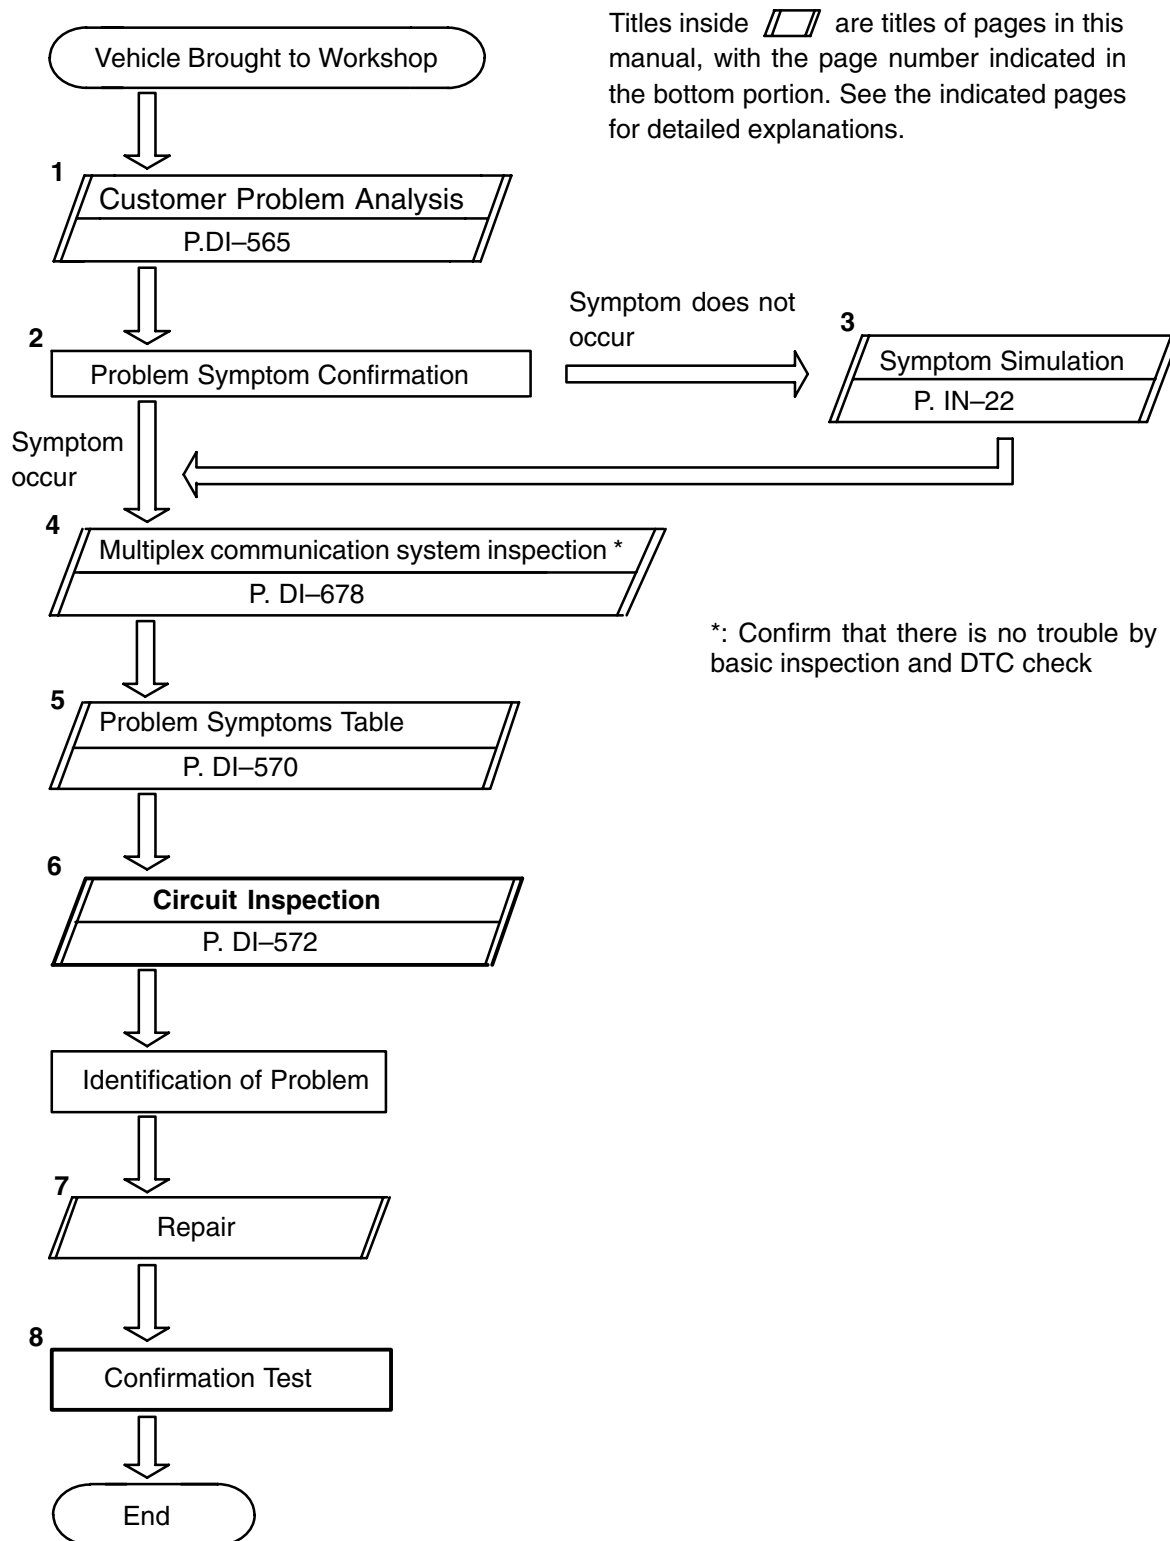 Vehicle Brought to Workshop
Titles inside are titles of pages in this
manual, with the page number indicated in
the bottom portion. See the indicated pages
for detailed explanations.
1
Customer Problem Analysis
P.DI–565
2
Problem Symptom Confirmation
Symptom does not
occur
3
Symptom Simulation
P. IN–22
Symptom
occur
4
Multiplex communication system inspection *
P. DI–678
*: Confirm that there is no trouble by
basic inspection and DTC check
5
Problem Symptoms Table
P. DI–570
6
Circuit Inspection
P. DI–572
Identification of Problem
7
Repair
8
Confirmation Test
End